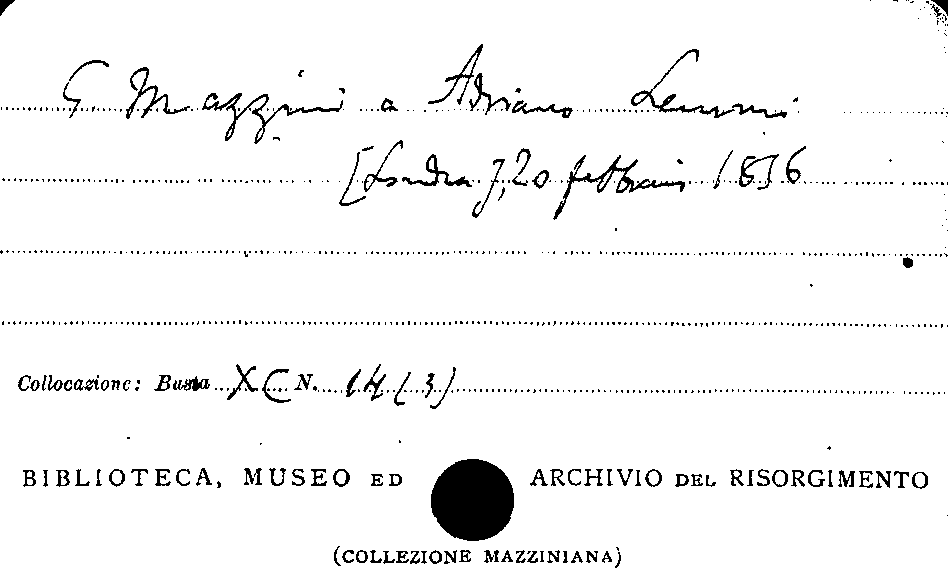 G. Mazzini a Adriano Lemmi
[Londra], 20 febbraio 1856
Collocazione: Busta XC N. 14 (3)
BIBLIOTECA, MUSEO ED ARCHIVIO DEL RISORGIMENTO
(COLLEZIONE MAZZINIANA)